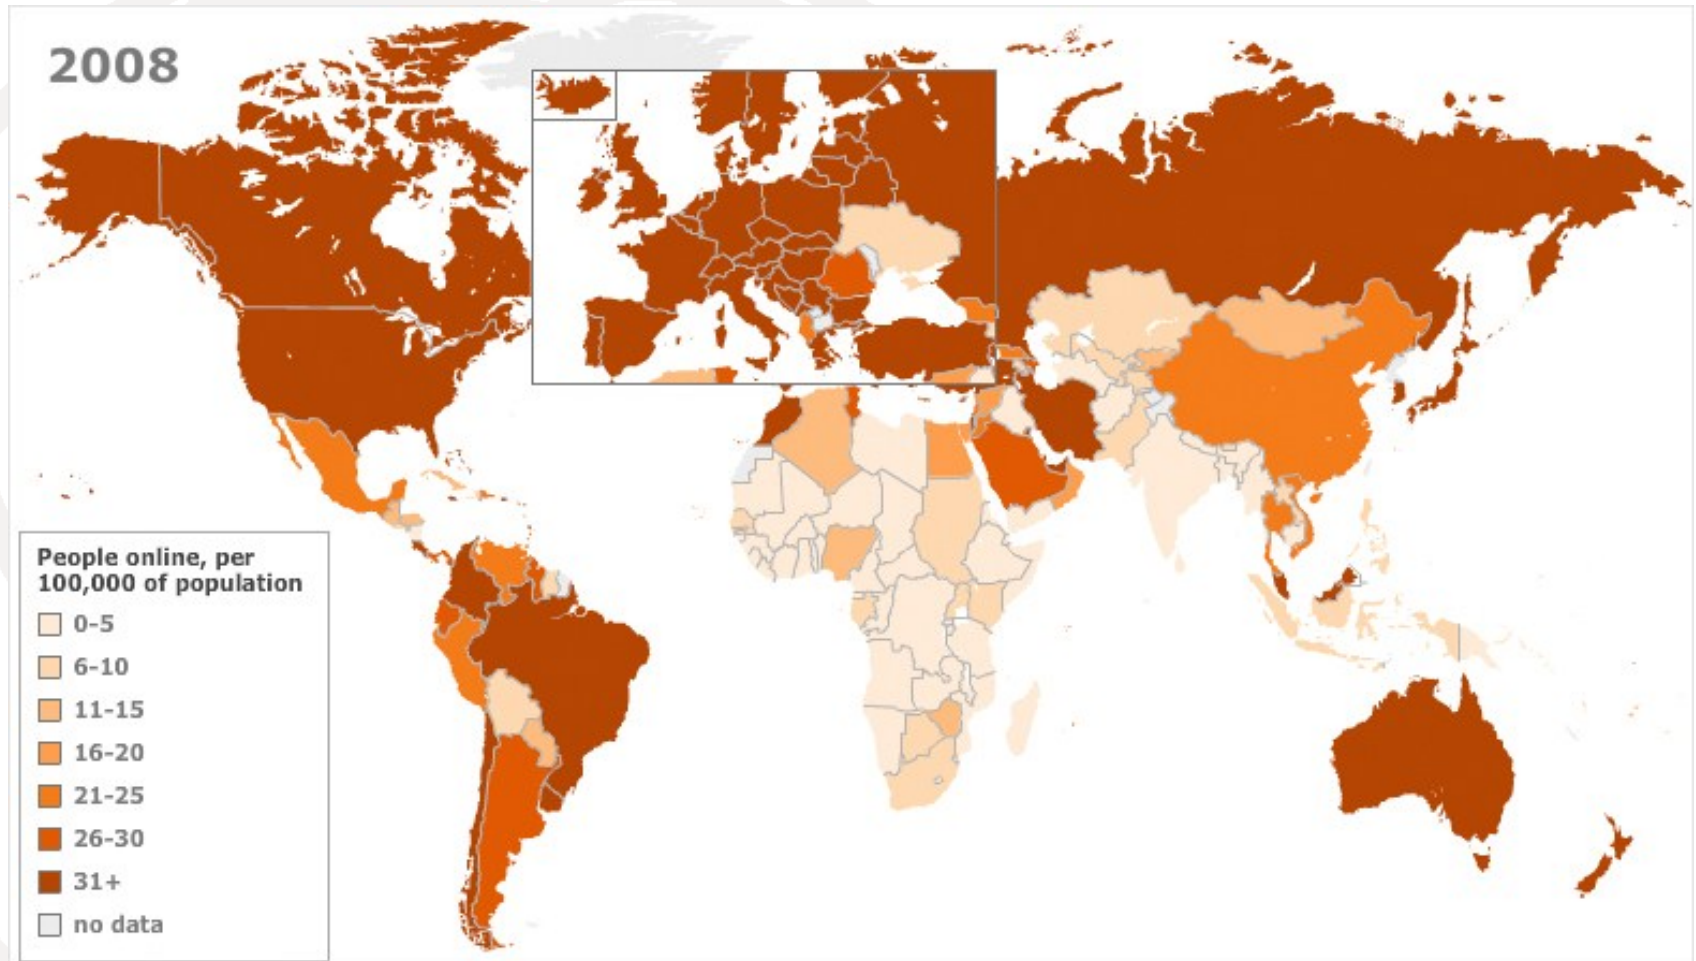 2008
People online, per
100,000 of population
0-5
6-10
11-15
16-20
21-25
26-30
31+
no data